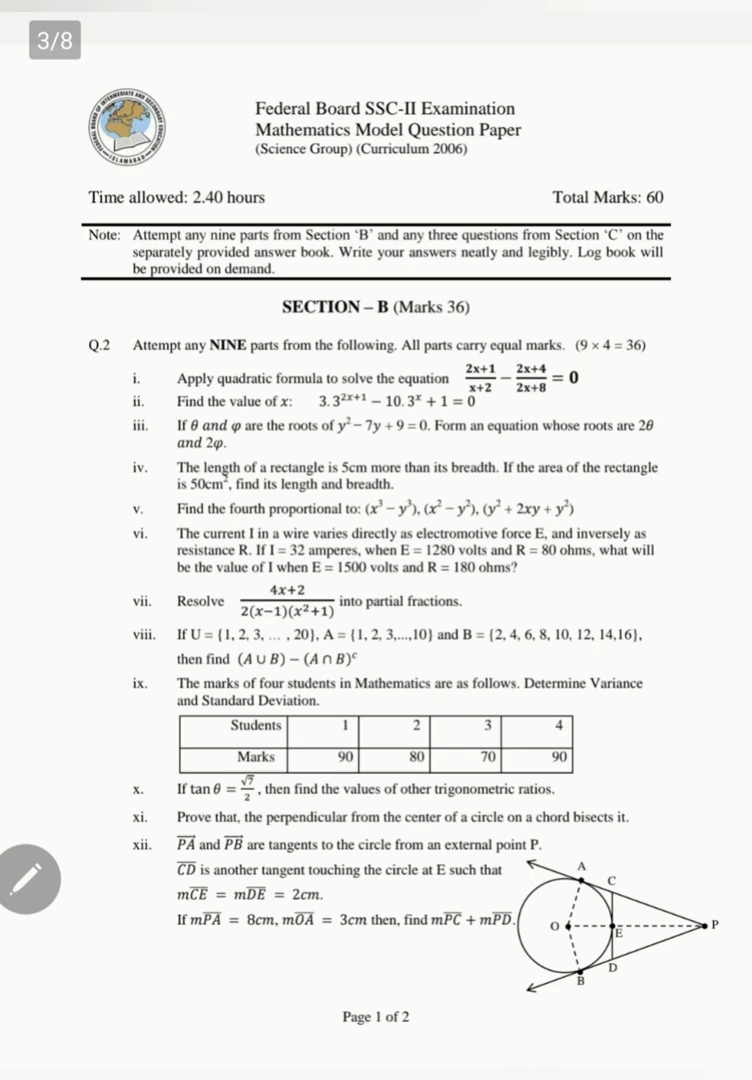 3/8
FEDERAL BOARD OF INTERMEDIATE AND SECONDARY EDUCATION
ISLAMABAD
Federal Board SSC-II Examination
Mathematics Model Question Paper
(Science Group) (Curriculum 2006)
Time allowed: 2.40 hours Total Marks: 60
Note: Attempt any nine parts from Section ‘B’ and any three questions from Section ‘C’ on the
separately provided answer book. Write your answers neatly and legibly. Log book will
be provided on demand.
SECTION – B (Marks 36)
Q.2 Attempt any NINE parts from the following. All parts carry equal marks. (9 × 4 = 36)
i. Apply quadratic formula to solve the equation (2x+1)/(x+2) − (2x+4)/(2x+8) = 0
ii. Find the value of x: 3. 3²ˣ⁺¹ − 10. 3ˣ + 1 = 0
iii. If θ and φ are the roots of y² – 7y + 9 = 0. Form an equation whose roots are 2θ
and 2φ.
iv. The length of a rectangle is 5cm more than its breadth. If the area of the rectangle
is 50cm², find its length and breadth.
v. Find the fourth proportional to: (x³ – y³), (x² – y²), (y² + 2xy + y²)
vi. The current I in a wire varies directly as electromotive force E, and inversely as
resistance R. If I = 32 amperes, when E = 1280 volts and R = 80 ohms, what will
be the value of I when E = 1500 volts and R = 180 ohms?
vii. Resolve (4x+2)/(2(x−1)(x²+1)) into partial fractions.
viii. If U = {1, 2, 3, … , 20}, A = {1, 2, 3,...,10} and B = {2, 4, 6, 8, 10, 12, 14,16},
then find (A ∪ B) − (A ∩ B)ᶜ
ix. The marks of four students in Mathematics are as follows. Determine Variance
and Standard Deviation.
Students 1 2 3 4
Marks 90 80 70 90
x. If tan θ = √7/2, then find the values of other trigonometric ratios.
xi. Prove that, the perpendicular from the center of a circle on a chord bisects it.
xii. PA and PB are tangents to the circle from an external point P.
CD is another tangent touching the circle at E such that
mCE = mDE = 2cm.
If mPA = 8cm, mOA = 3cm then, find mPC + mPD.
A
C
O
E
P
D
B
Page 1 of 2